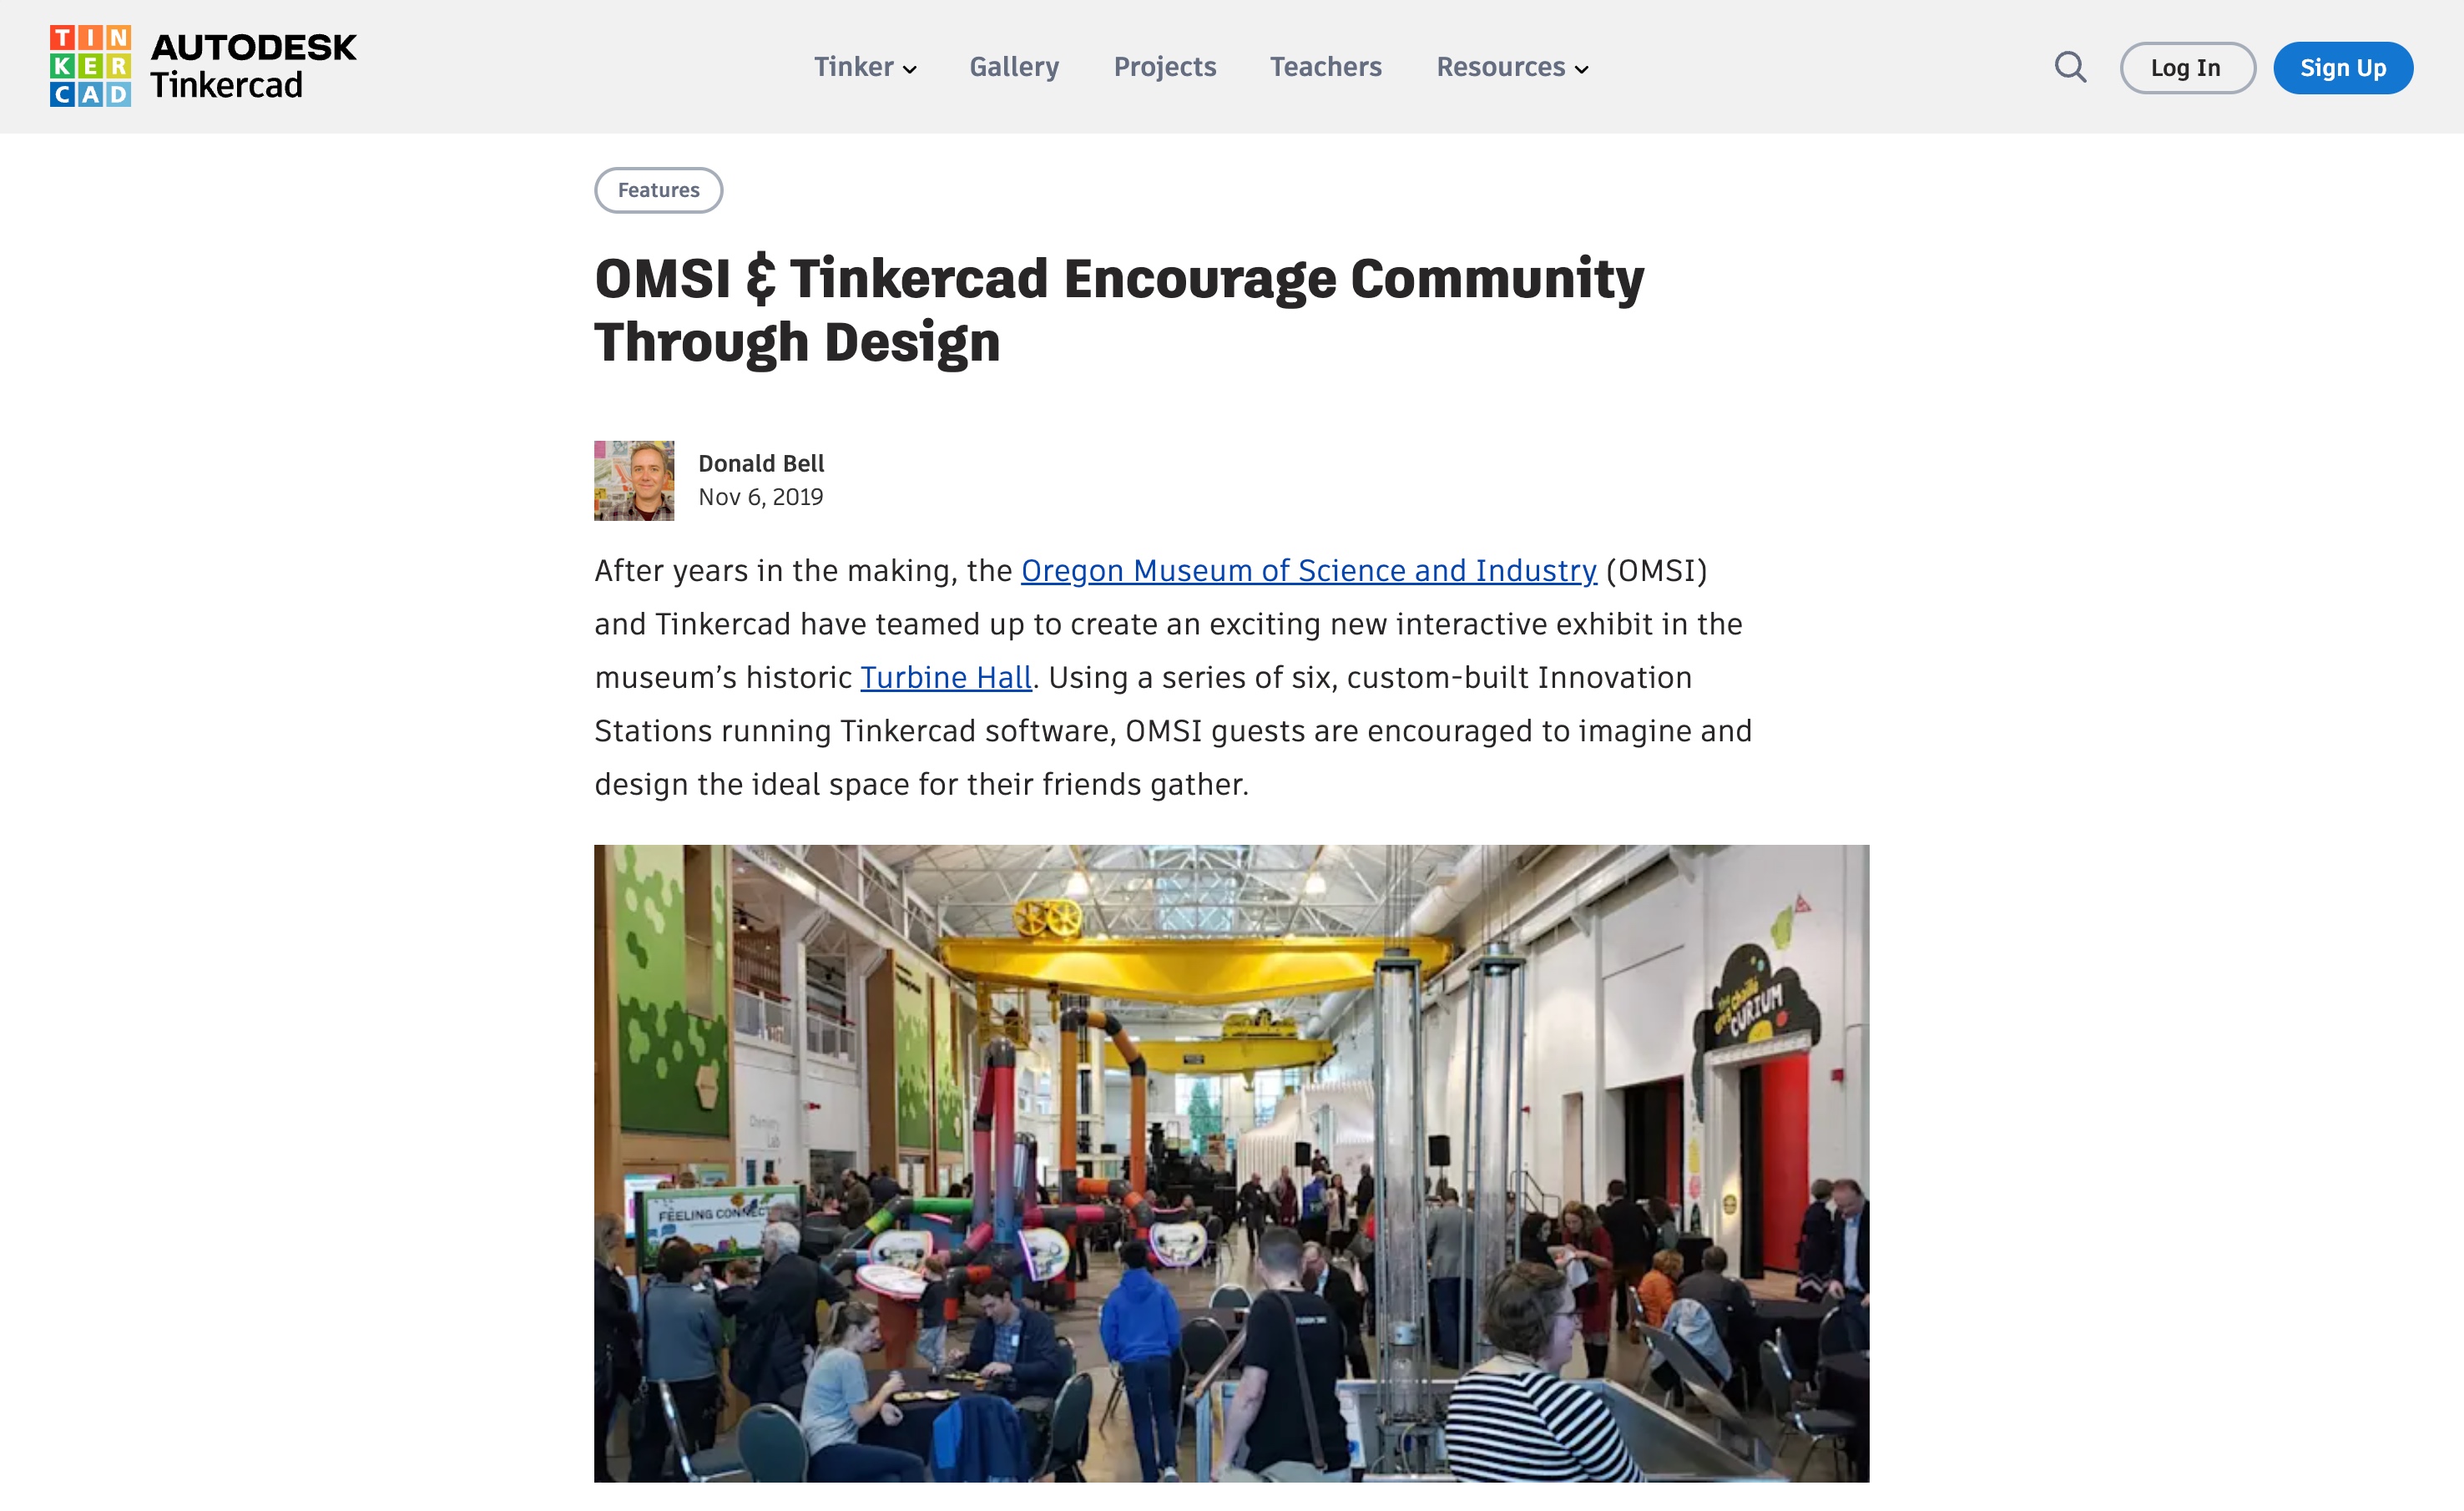 TINKERCAD
AUTODESK
Tinkercad
Tinker
Gallery
Projects
Teachers
Resources
Log In
Sign Up
Features
OMSI & Tinkercad Encourage Community
Through Design
Donald Bell
Nov 6, 2019
After years in the making, the Oregon Museum of Science and Industry (OMSI)
and Tinkercad have teamed up to create an exciting new interactive exhibit in the
museum’s historic Turbine Hall. Using a series of six, custom-built Innovation
Stations running Tinkercad software, OMSI guests are encouraged to imagine and
design the ideal space for their friends gather.
CURIUM
Chemistry
Lab
FEELING CONNECT